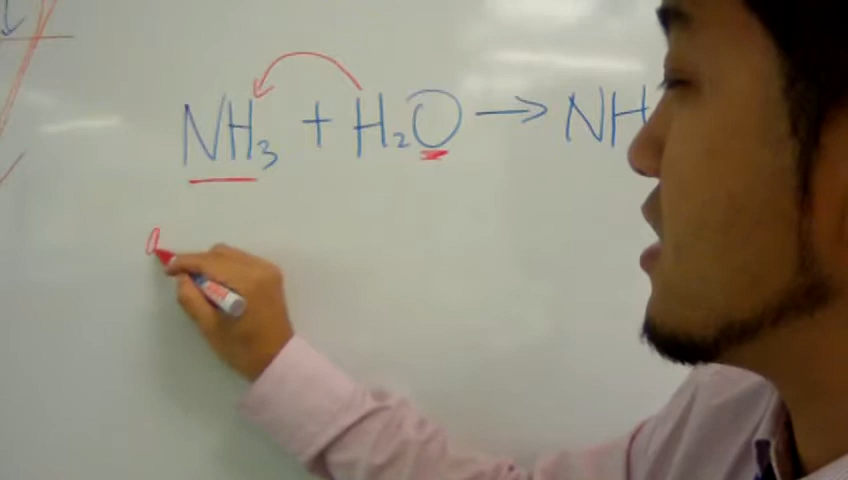 NH₃ + H₂O → NH
a